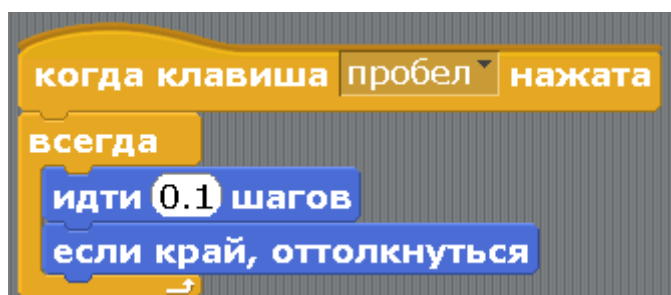 когда клавиша пробел нажата
всегда
идти 0.1 шагов
если край, оттолкнуться